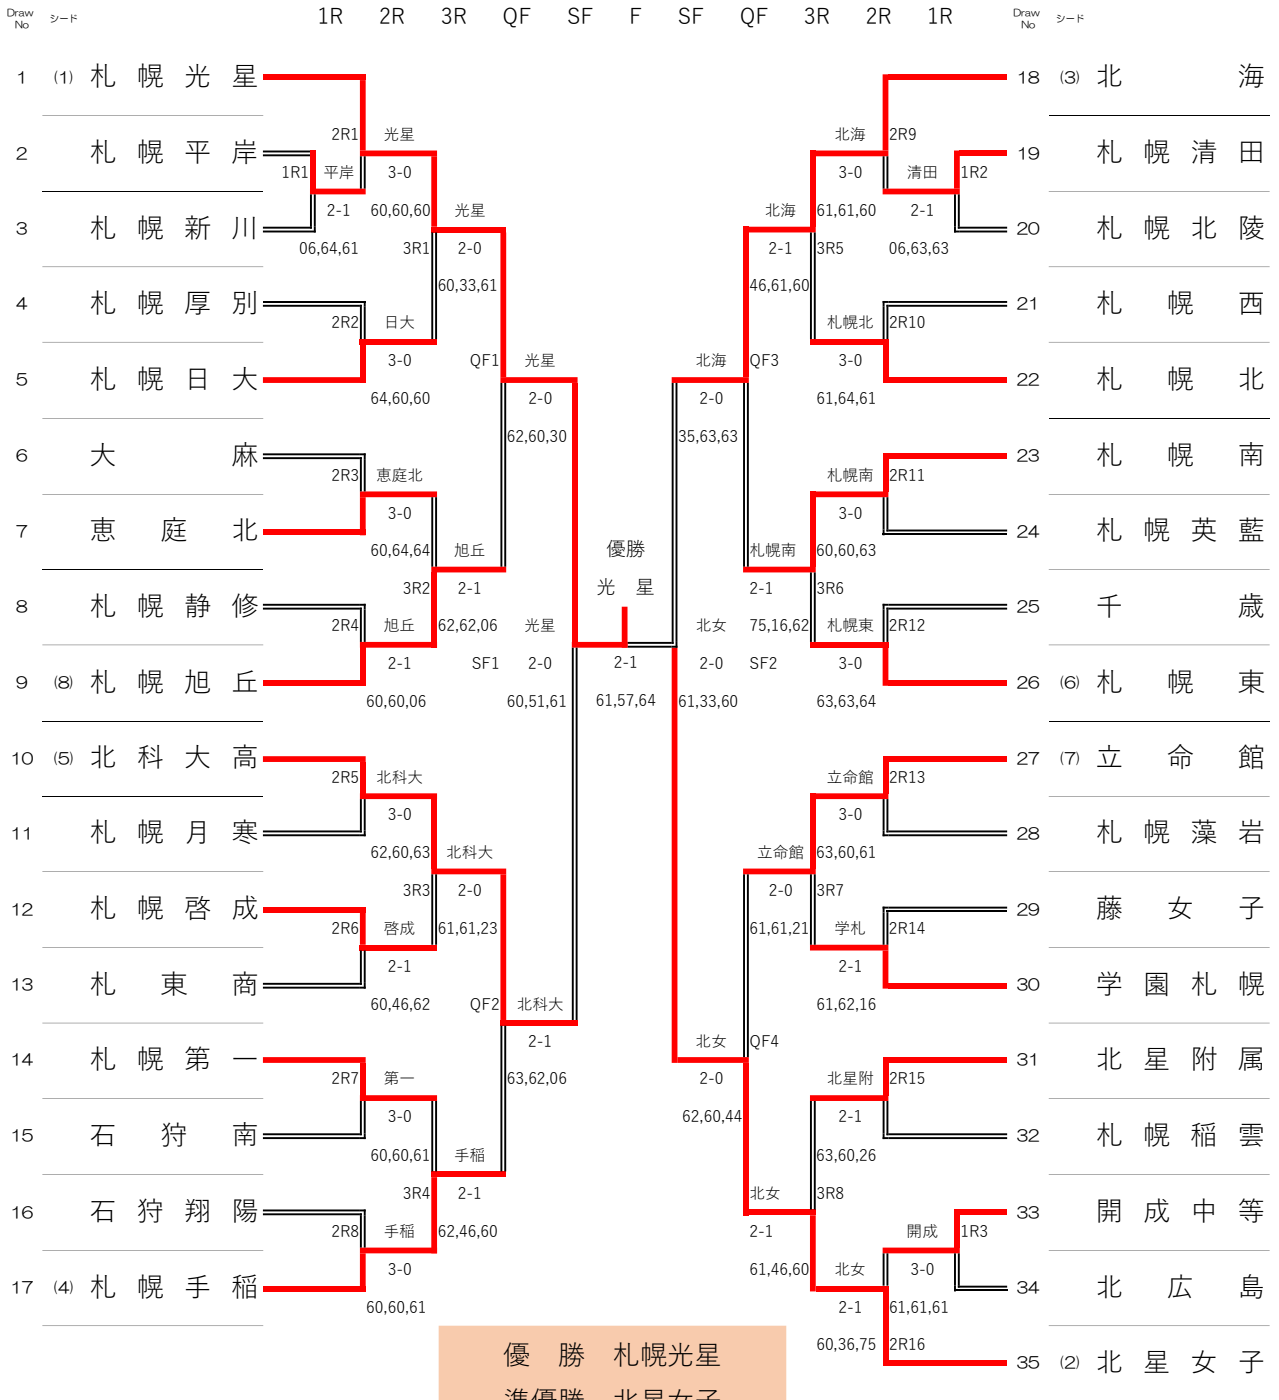 Draw No シード 1R 2R 3R QF SF F SF QF 3R 2R 1R Draw No シード
1 (1) 札幌光星
2 札幌平岸
3 札幌新川
4 札幌厚別
5 札幌日大
6 大麻
7 恵庭北
8 札幌静修
9 (8) 札幌旭丘
10 (5) 北科大高
11 札幌月寒
12 札幌啓成
13 札東商
14 札幌第一
15 石狩南
16 石狩翔陽
17 (4) 札幌手稲
1R1 平岸
2-1
06,64,61
2R1 光星
3-0
60,60,60
2R2 日大
3-0
64,60,60
2R3 恵庭北
3-0
60,64,64
2R4 旭丘
2-1
60,60,06
2R5 北科大
3-0
62,60,63
2R6 啓成
2-1
60,46,62
2R7 第一
3-0
60,60,61
2R8 手稲
3-0
60,60,61
3R1 光星
2-0
60,33,61
3R2 旭丘
2-1
62,62,06
3R3 北科大
2-0
61,61,23
3R4 手稲
2-1
62,46,60
QF1 光星
2-0
62,60,30
QF2 北科大
2-1
63,62,06
SF1 光星
2-0
60,51,61
優勝
光星
2-1
61,57,64
北女 SF2
2-0
61,33,60
北海 QF3
2-0
35,63,63
北女 QF4
2-0
62,60,44
北海 3R5
2-1
46,61,60
札幌南 3R6
2-1
75,16,62
立命館 3R7
2-0
61,61,21
北女 3R8
2-1
61,46,60
北海 2R9
3-0
61,61,60
札幌北 2R10
3-0
61,64,61
札幌南 2R11
3-0
60,60,63
札幌東 2R12
3-0
63,63,64
立命館 2R13
3-0
63,60,61
学札 2R14
2-1
61,62,16
北星附 2R15
2-1
63,60,26
北女 2R16
2-1
60,36,75
清田 1R2
2-1
06,63,63
開成 1R3
3-0
61,61,61
18 (3) 北海
19 札幌清田
20 札幌北陵
21 札幌西
22 札幌北
23 札幌南
24 札幌英藍
25 千歳
26 (6) 札幌東
27 (7) 立命館
28 札幌藻岩
29 藤女子
30 学園札幌
31 北星附属
32 札幌稲雲
33 開成中等
34 北広島
35 (2) 北星女子
優勝 札幌光星
準優勝 北星女子